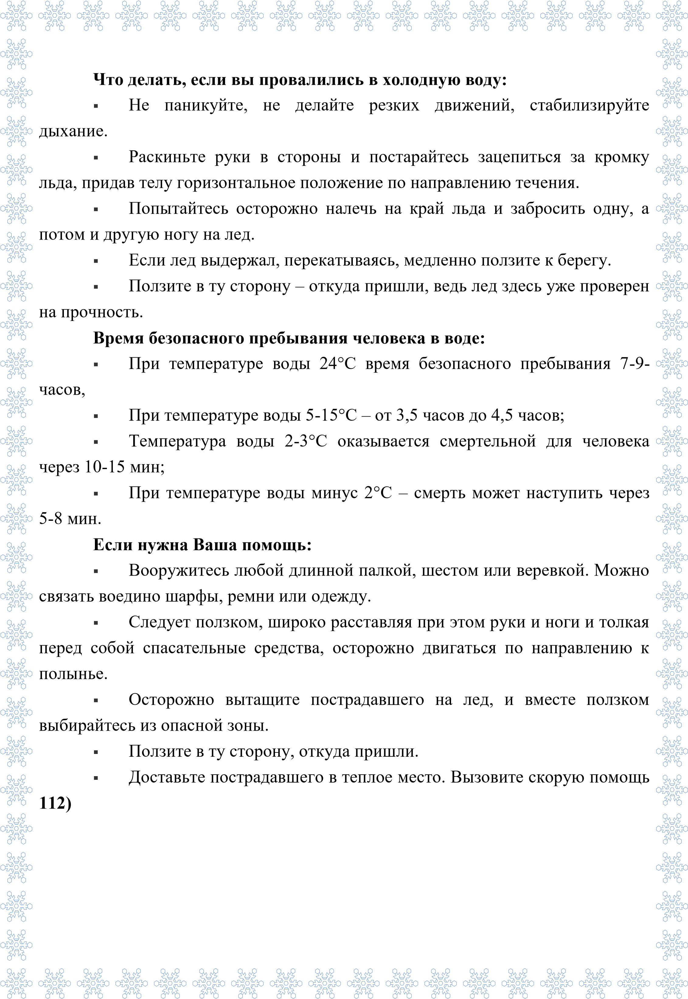 Что делать, если вы провалились в холодную воду:
▪ Не паникуйте, не делайте резких движений, стабилизируйте
дыхание.
▪ Раскиньте руки в стороны и постарайтесь зацепиться за кромку
льда, придав телу горизонтальное положение по направлению течения.
▪ Попытайтесь осторожно налечь на край льда и забросить одну, а
потом и другую ногу на лед.
▪ Если лед выдержал, перекатываясь, медленно ползите к берегу.
▪ Ползите в ту сторону – откуда пришли, ведь лед здесь уже проверен
на прочность.
Время безопасного пребывания человека в воде:
▪ При температуре воды 24°С время безопасного пребывания 7-9-
часов,
▪ При температуре воды 5-15°С – от 3,5 часов до 4,5 часов;
▪ Температура воды 2-3°С оказывается смертельной для человека
через 10-15 мин;
▪ При температуре воды минус 2°С – смерть может наступить через
5-8 мин.
Если нужна Ваша помощь:
▪ Вооружитесь любой длинной палкой, шестом или веревкой. Можно
связать воедино шарфы, ремни или одежду.
▪ Следует ползком, широко расставляя при этом руки и ноги и толкая
перед собой спасательные средства, осторожно двигаться по направлению к
полынье.
▪ Осторожно вытащите пострадавшего на лед, и вместе ползком
выбирайтесь из опасной зоны.
▪ Ползите в ту сторону, откуда пришли.
▪ Доставьте пострадавшего в теплое место. Вызовите скорую помощь
112)